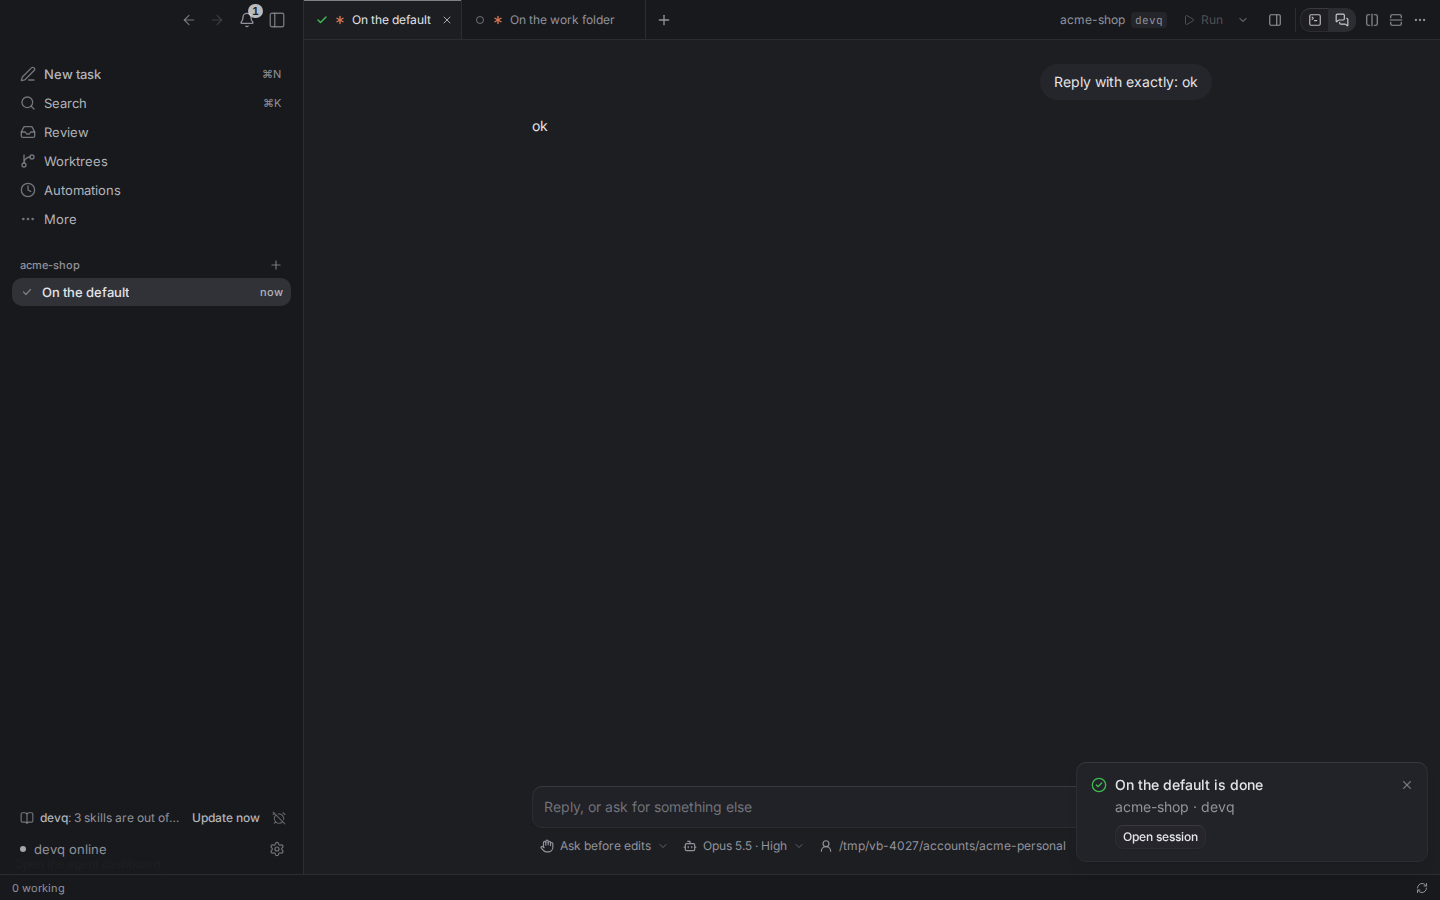 1
On the default
On the work folder
acme-shop devq
Run
New task ⌘N
Search ⌘K
Review
Worktrees
Automations
More
acme-shop
On the default now
Reply with exactly: ok
ok
devq: 3 skills are out of... Update now
devq online
Reply, or ask for something else
Ask before edits
Opus 5.5 · High
/tmp/vb-4027/accounts/acme-personal
On the default is done
acme-shop · devq
Open session
0 working